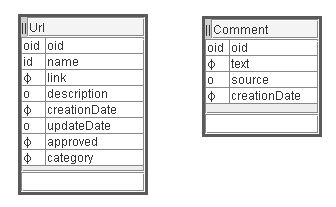 Url
oid oid
id name
φ link
o description
φ creationDate
o updateDate
φ approved
φ category
Comment
oid oid
φ text
o source
φ creationDate